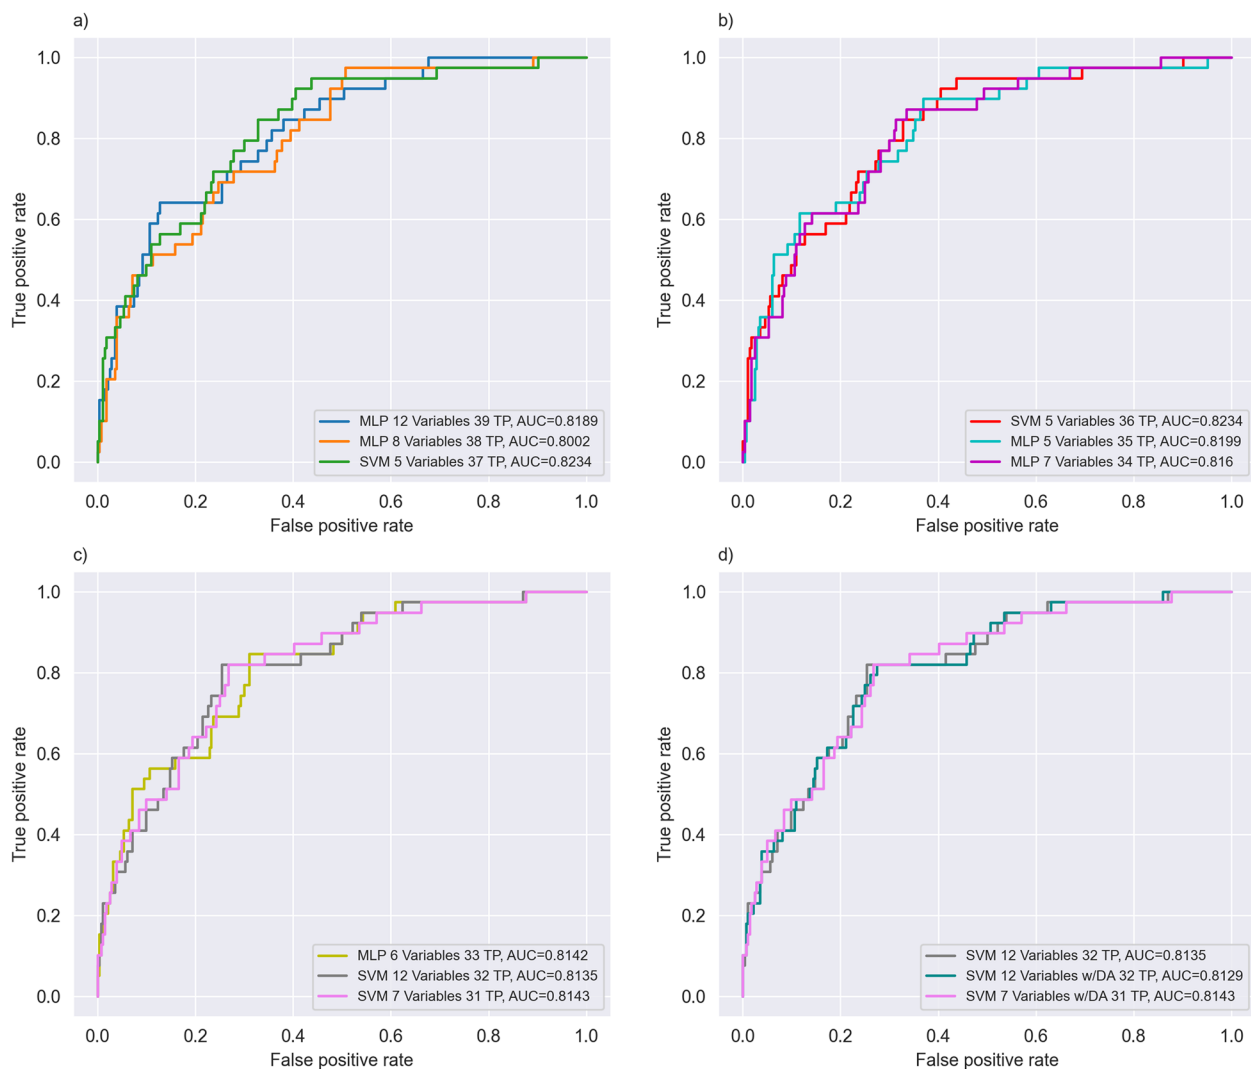 a)
1.0
0.8
0.6
0.4
0.2
0.0
True positive rate
MLP 12 Variables 39 TP, AUC=0.8189
MLP 8 Variables 38 TP, AUC=0.8002
SVM 5 Variables 37 TP, AUC=0.8234
0.0 0.2 0.4 0.6 0.8 1.0
False positive rate
b)
1.0
0.8
0.6
0.4
0.2
0.0
True positive rate
SVM 5 Variables 36 TP, AUC=0.8234
MLP 5 Variables 35 TP, AUC=0.8199
MLP 7 Variables 34 TP, AUC=0.816
0.0 0.2 0.4 0.6 0.8 1.0
False positive rate
c)
1.0
0.8
0.6
0.4
0.2
0.0
True positive rate
MLP 6 Variables 33 TP, AUC=0.8142
SVM 12 Variables 32 TP, AUC=0.8135
SVM 7 Variables 31 TP, AUC=0.8143
0.0 0.2 0.4 0.6 0.8 1.0
False positive rate
d)
1.0
0.8
0.6
0.4
0.2
0.0
True positive rate
SVM 12 Variables 32 TP, AUC=0.8135
SVM 12 Variables w/DA 32 TP, AUC=0.8129
SVM 7 Variables w/DA 31 TP, AUC=0.8143
0.0 0.2 0.4 0.6 0.8 1.0
False positive rate